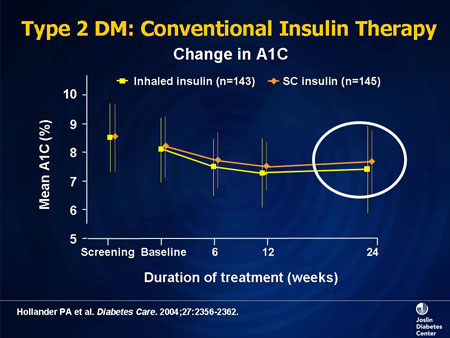 Type 2 DM: Conventional Insulin Therapy
Change in A1C
Inhaled insulin (n=143) SC insulin (n=145)
Mean A1C (%)
10
9
8
7
6
5
Screening Baseline 6 12 24
Duration of treatment (weeks)
Hollander PA et al. Diabetes Care. 2004;27:2356-2362.
Joslin
Diabetes
Center